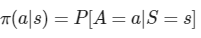 π(a|s) = P[A = a|S = s]